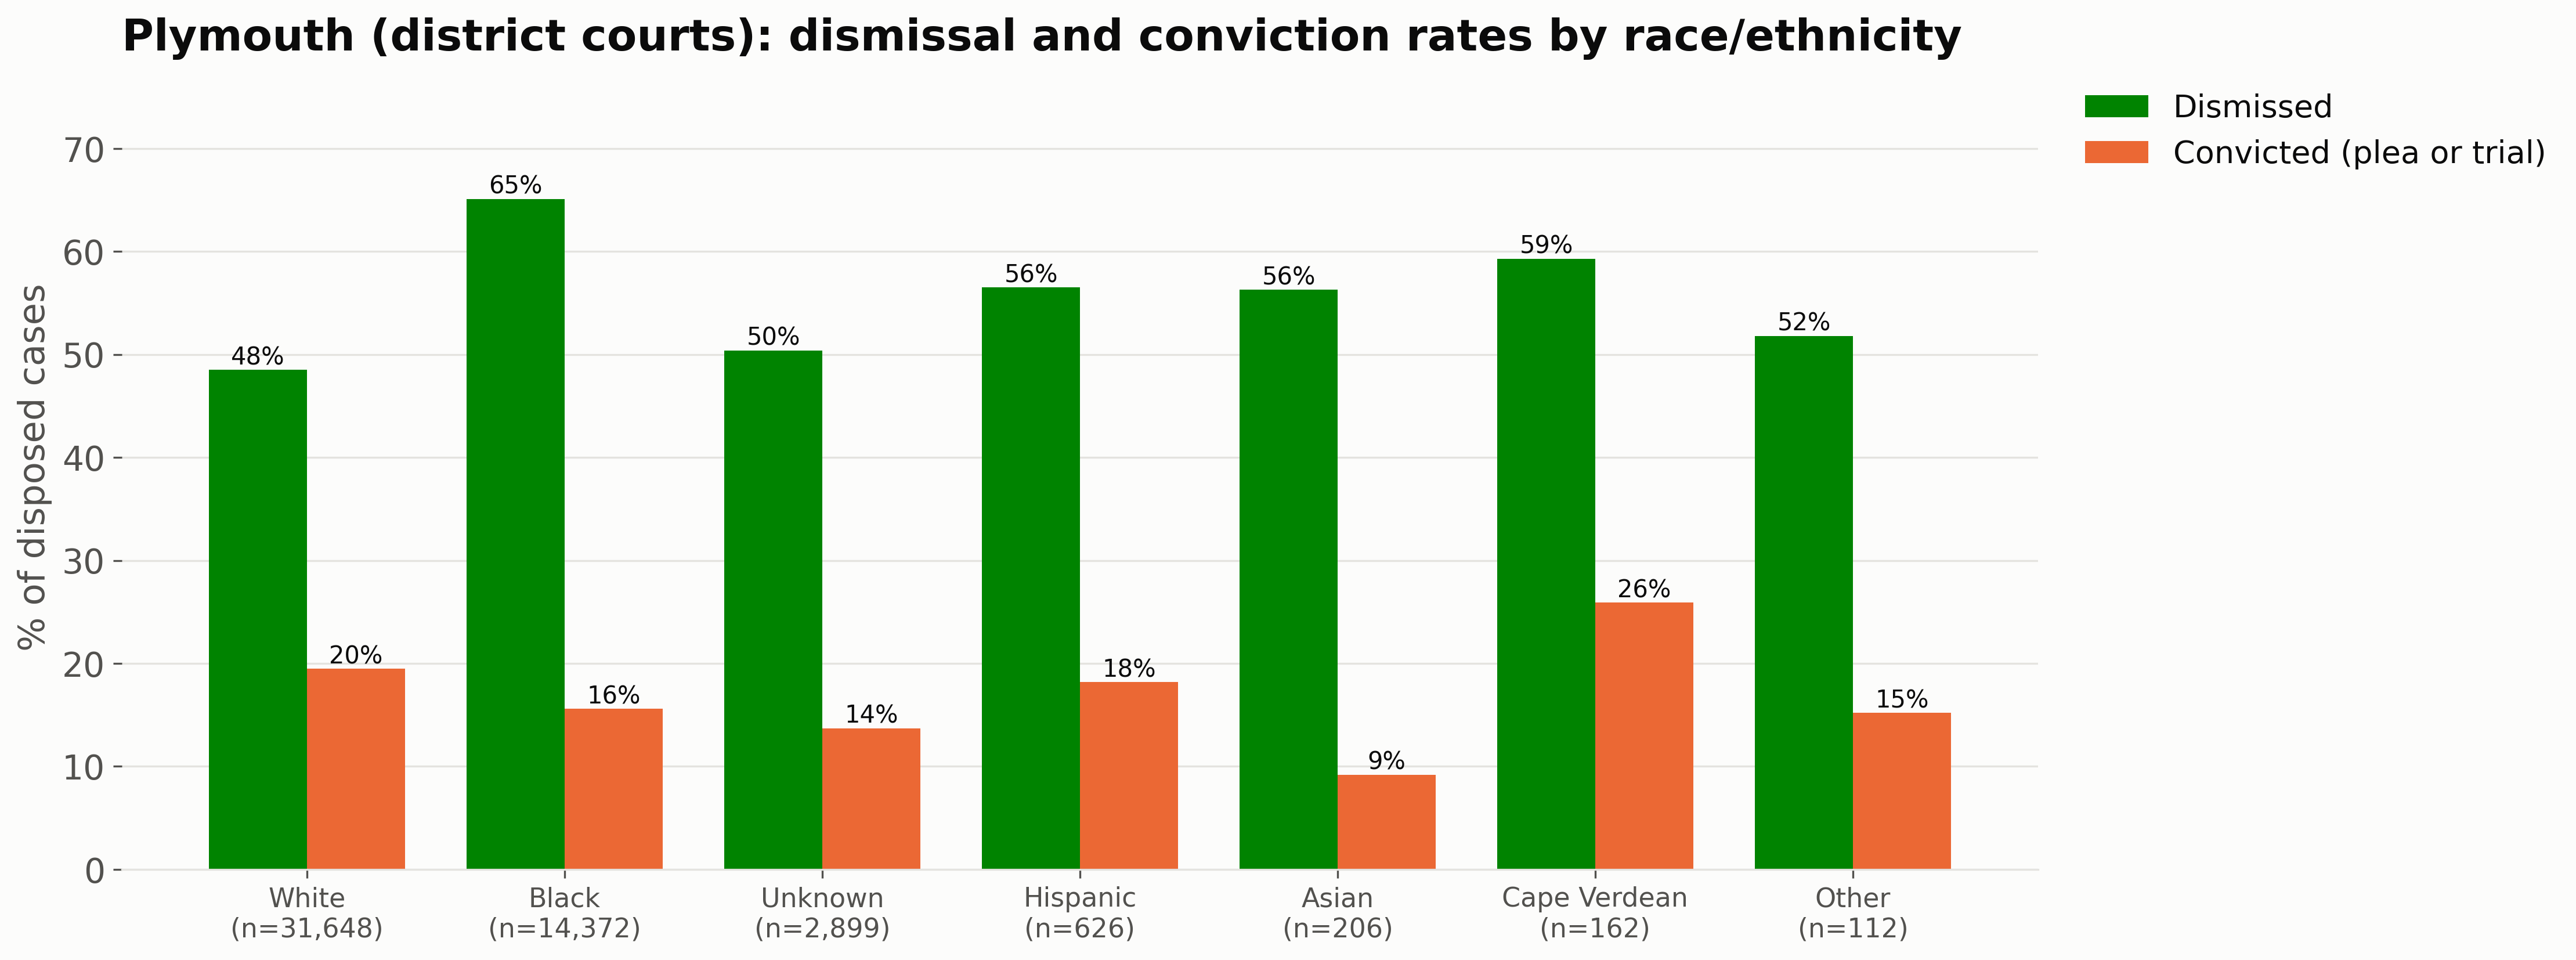 Plymouth (district courts): dismissal and conviction rates by race/ethnicity
Dismissed
Convicted (plea or trial)
% of disposed cases
70
60
50
40
30
20
10
0
48%
20%
65%
16%
50%
14%
56%
18%
56%
9%
59%
26%
52%
15%
White
(n=31,648)
Black
(n=14,372)
Unknown
(n=2,899)
Hispanic
(n=626)
Asian
(n=206)
Cape Verdean
(n=162)
Other
(n=112)